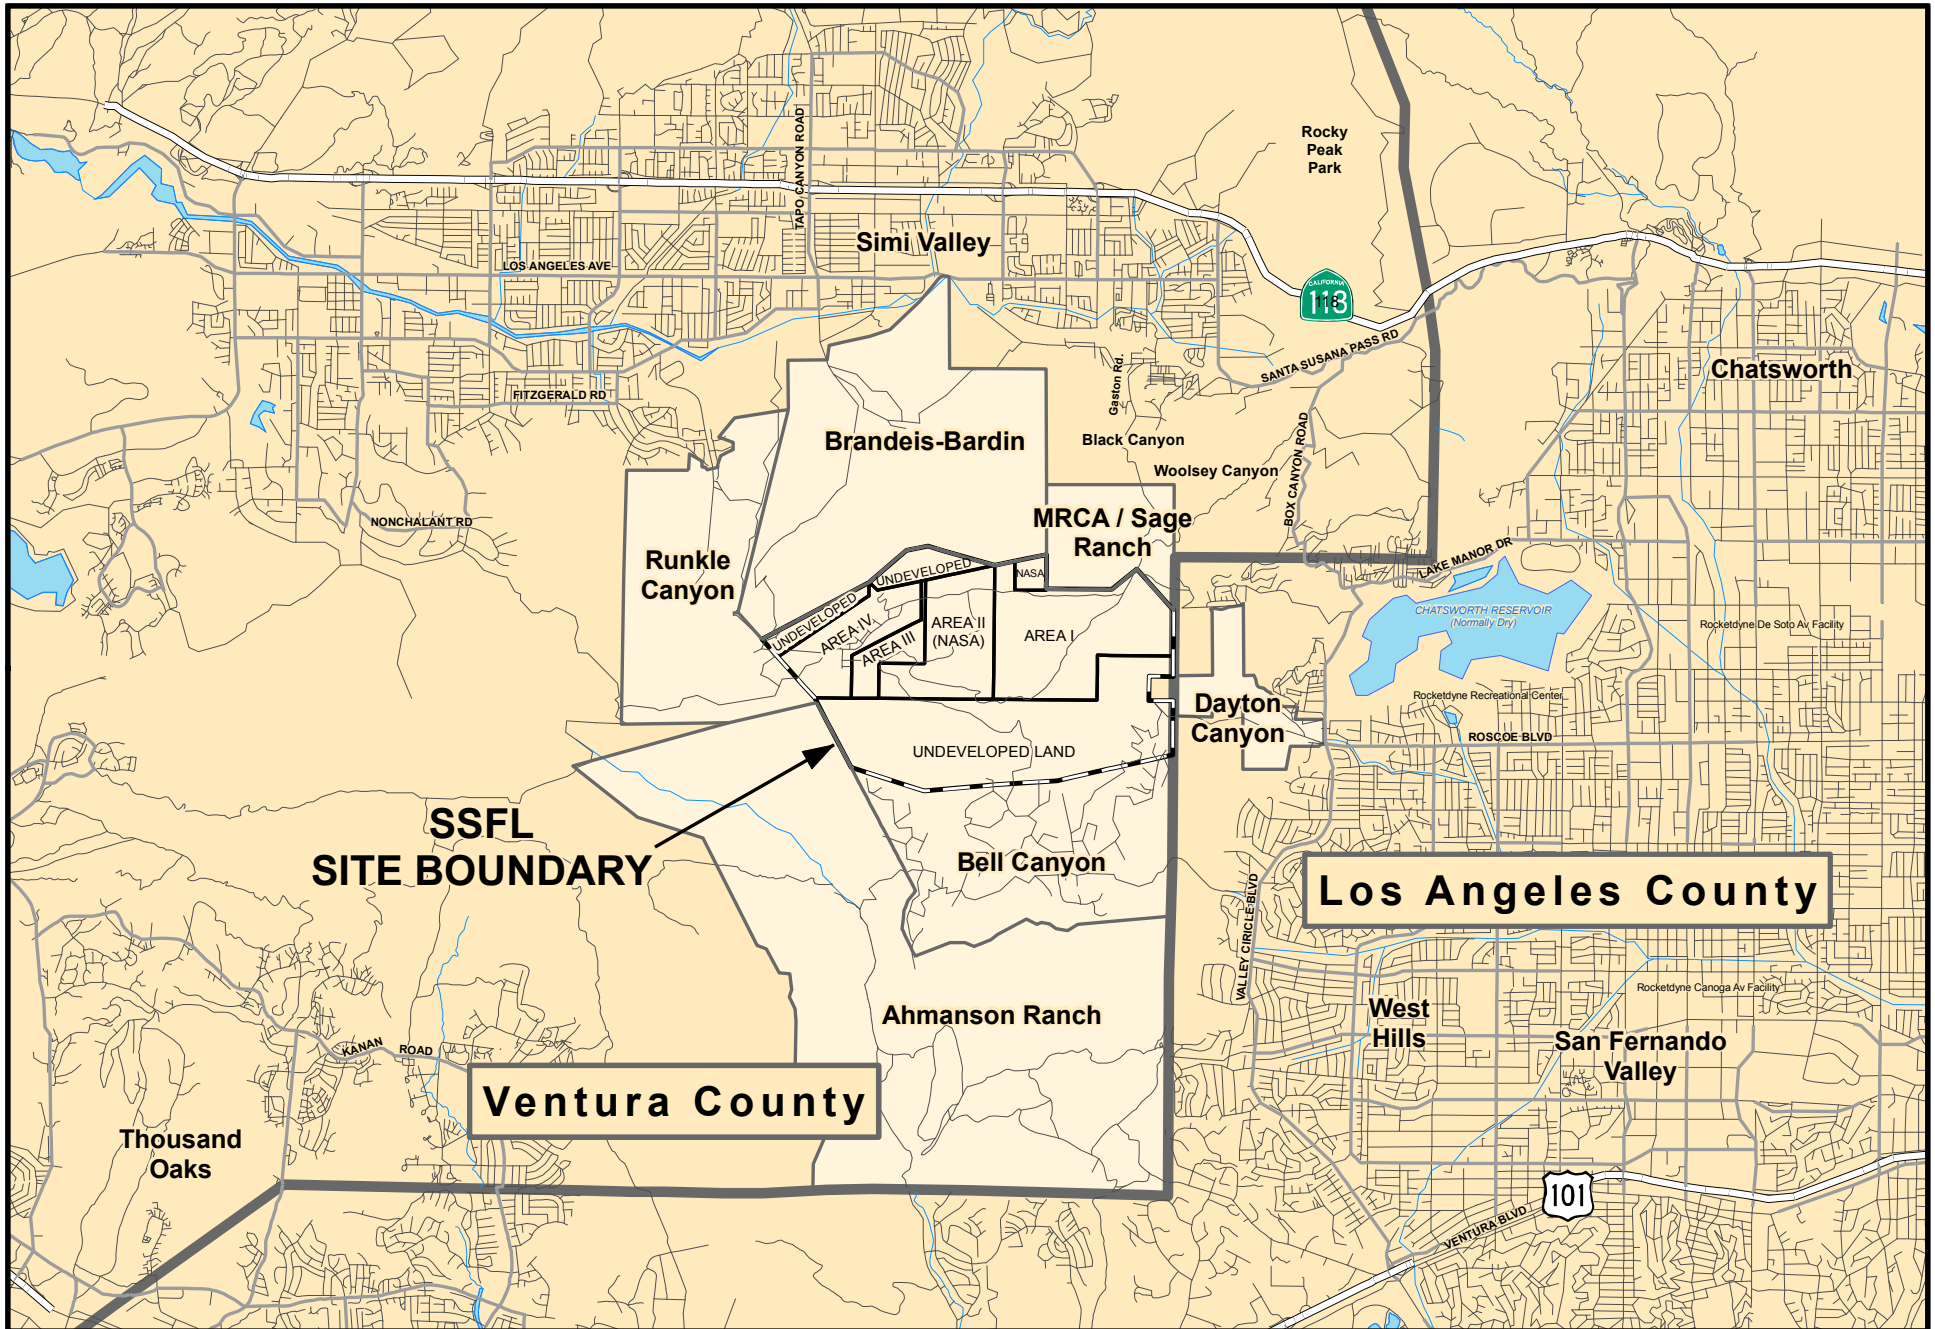 Rocky
Peak
Park
TAPO CANYON ROAD
Simi Valley
LOS ANGELES AVE
CALIFORNIA
118
118
SANTA SUSANA PASS RD
Chatsworth
Gaston Rd.
FITZGERALD RD
Brandeis-Bardin
Black Canyon
Woolsey Canyon
BOX CANYON ROAD
NONCHALANT RD
MRCA / Sage
Ranch
Runkle
Canyon
LAKE MANOR DR
UNDEVELOPED
NASA
UNDEVELOPED
CHATSWORTH RESERVOIR
(Normally Dry)
AREA IV
AREA III
AREA II
(NASA)
AREA I
Rocketdyne De Soto Av Facility
Rocketdyne Recreational Center
Dayton
Canyon
ROSCOE BLVD
UNDEVELOPED LAND
SSFL
SITE BOUNDARY
Bell Canyon
Los Angeles County
VALLEY CIRICLE BLVD
Rocketdyne Canoga Av Facility
Ahmanson Ranch
West
Hills
San Fernando
Valley
KANAN ROAD
Ventura County
Thousand
Oaks
101
VENTURA BLVD